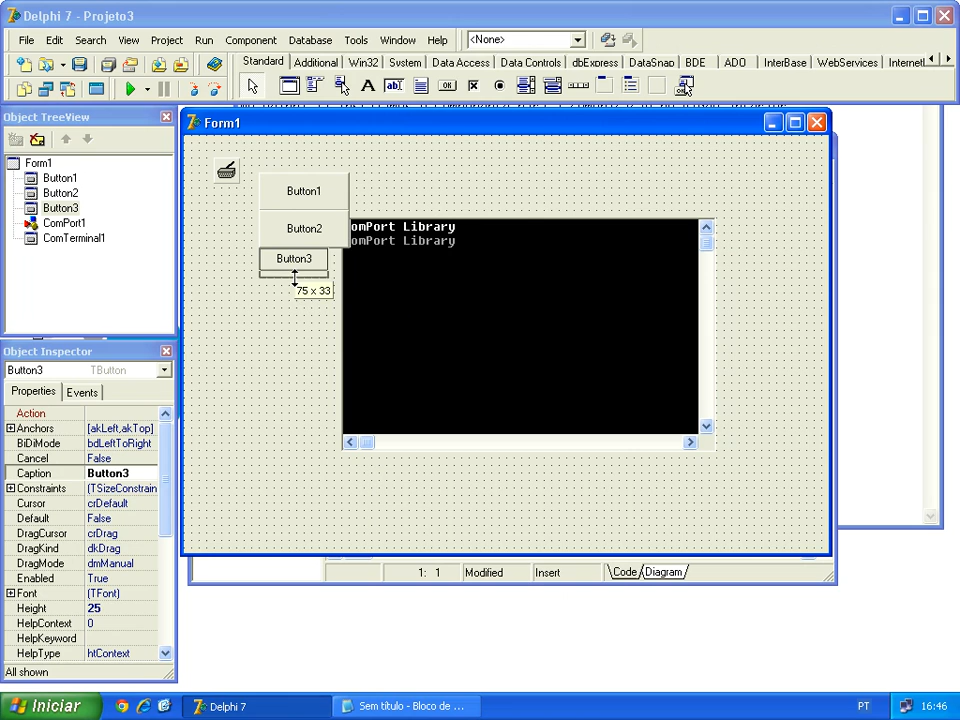 Delphi 7 - Projeto3
File Edit Search View Project Run Component Database Tools Window Help <None>
Standard Additional Win32 System Data Access Data Controls dbExpress DataSnap BDE ADO InterBase WebServices Internet
Object TreeView
Form1
Button1
Button2
Button3
ComPort1
ComTerminal1
Form1
Button1
Button2
Button3
75 x 33
omPort Library
omPort Library
Object Inspector
Button3 TButton
Properties Events
Action
Anchors [akLeft,akTop]
BiDiMode bdLeftToRight
Cancel False
Caption Button3
Constraints (TSizeConstrain
Cursor crDefault
Default False
DragCursor crDrag
DragKind dkDrag
DragMode dmManual
Enabled True
Font (TFont)
Height 25
HelpContext 0
HelpKeyword
HelpType htContext
All shown
1: 1 Modified Insert Code Diagram
Iniciar Delphi 7 Sem título - Bloco de ... PT 16:46